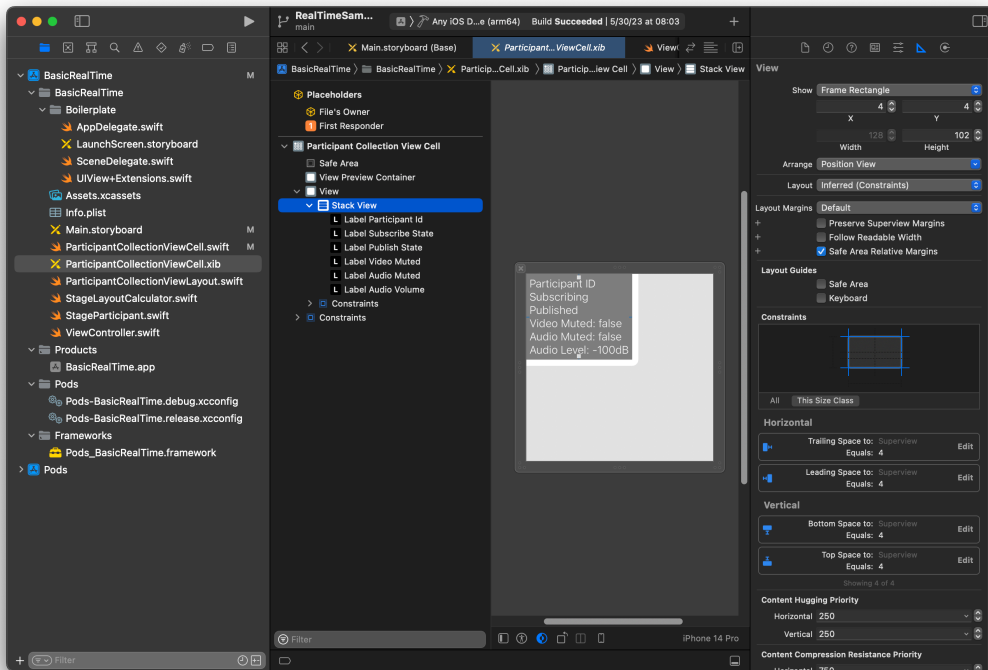 RealTimeSam...
main
Any iOS D...e (arm64)
Build Succeeded | 5/30/23 at 08:03
BasicRealTime M
BasicRealTime
Boilerplate
AppDelegate.swift
LaunchScreen.storyboard
SceneDelegate.swift
UIView+Extensions.swift
Assets.xcassets
Info.plist
Main.storyboard
ParticipantCollectionViewCell.swift M
ParticipantCollectionViewCell.xib
ParticipantCollectionViewLayout.swift
StageLayoutCalculator.swift
StageParticipant.swift
ViewController.swift
Products
BasicRealTime.app
Pods
Pods-BasicRealTime.debug.xcconfig
Pods-BasicRealTime.release.xcconfig
Frameworks
Pods_BasicRealTime.framework
Pods
Filter
Main.storyboard (Base)
Participant...ViewCell.xib
BasicRealTime
BasicRealTime
Particip...Cell.xib
Particip...iew Cell
View
Stack View
Placeholders
File's Owner
1 First Responder
Participant Collection View Cell
Safe Area
View Preview Container
View
Stack View
L Label Participant Id
L Label Subscribe State
L Label Publish State
L Label Video Muted
L Label Audio Muted
L Label Audio Volume
Constraints
Constraints
Filter
Participant ID
Subscribing
Published
Video Muted: false
Audio Muted: false
Audio Level: -100dB
iPhone 14 Pro
View
Show Frame Rectangle
4 4
X Y
128 102
Width Height
Arrange Position View
Layout Inferred (Constraints)
Layout Margins Default
Preserve Superview Margins
Follow Readable Width
Safe Area Relative Margins
Layout Guides
Safe Area
Keyboard
Constraints
All This Size Class
Horizontal
Trailing Space to: Superview
Equals: 4
Edit
Leading Space to: Superview
Equals: 4
Edit
Vertical
Bottom Space to: Superview
Equals: 4
Edit
Top Space to: Superview
Equals: 4
Edit
Showing 4 of 4
Content Hugging Priority
Horizontal 250
Vertical 250
Content Compression Resistance Priority